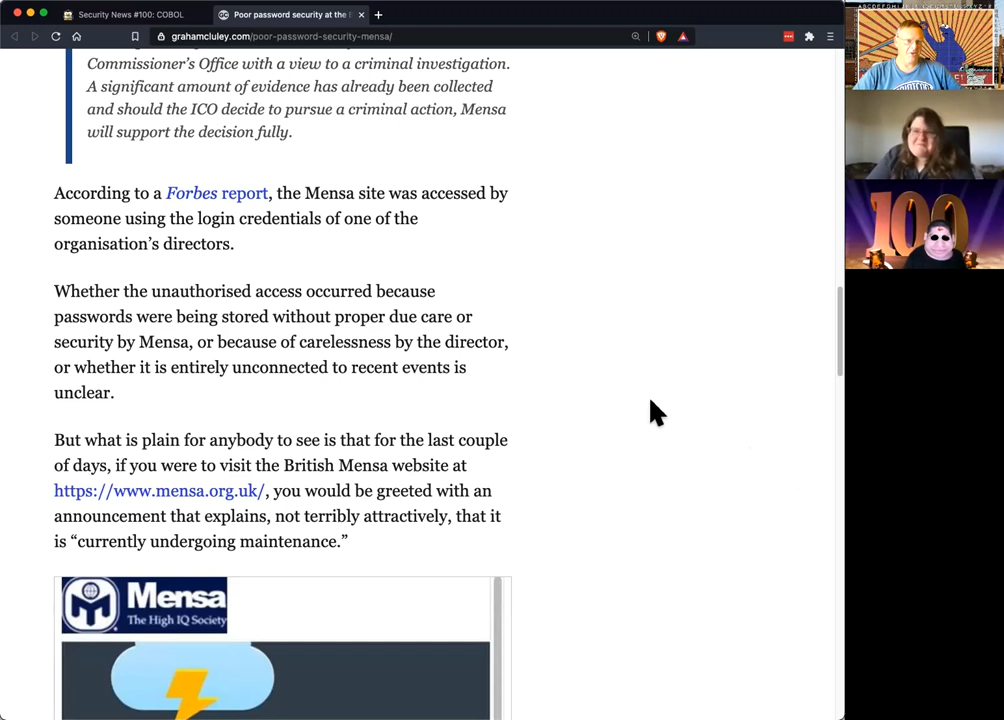 Security News #100: COBOL
Poor password security at the
grahamcluley.com/poor-password-security-mensa/
Commissioner’s Office with a view to a criminal investigation.
A significant amount of evidence has already been collected
and should the ICO decide to pursue a criminal action, Mensa
will support the decision fully.
According to a Forbes report, the Mensa site was accessed by
someone using the login credentials of one of the
organisation’s directors.
Whether the unauthorised access occurred because
passwords were being stored without proper due care or
security by Mensa, or because of carelessness by the director,
or whether it is entirely unconnected to recent events is
unclear.
But what is plain for anybody to see is that for the last couple
of days, if you were to visit the British Mensa website at
https://www.mensa.org.uk/, you would be greeted with an
announcement that explains, not terribly attractively, that it
is “currently undergoing maintenance.”
Mensa
The High IQ Society
100